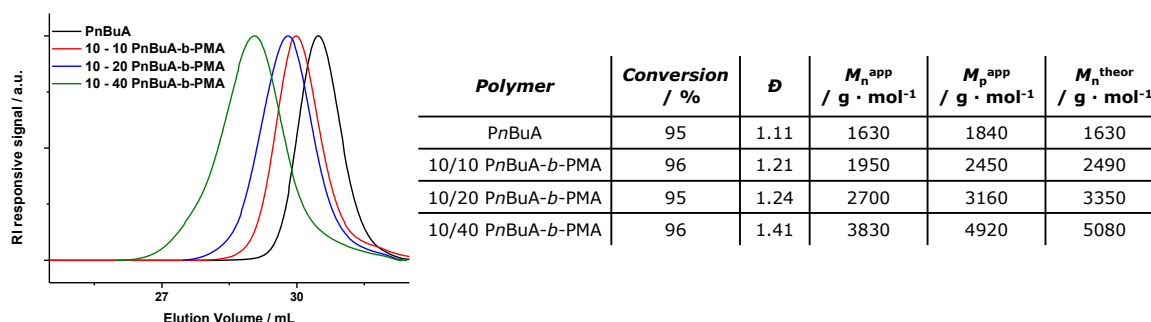 PnBuA
10 - 10 PnBuA-b-PMA
10 - 20 PnBuA-b-PMA
10 - 40 PnBuA-b-PMA
RI responsive signal / a.u.
27 30
Elution Volume / mL
Polymer Conversion / % Đ Mnapp / g · mol-1 Mpapp / g · mol-1 Mntheor / g · mol-1
PnBuA 95 1.11 1630 1840 1630
10/10 PnBuA-b-PMA 96 1.21 1950 2450 2490
10/20 PnBuA-b-PMA 95 1.24 2700 3160 3350
10/40 PnBuA-b-PMA 96 1.41 3830 4920 5080